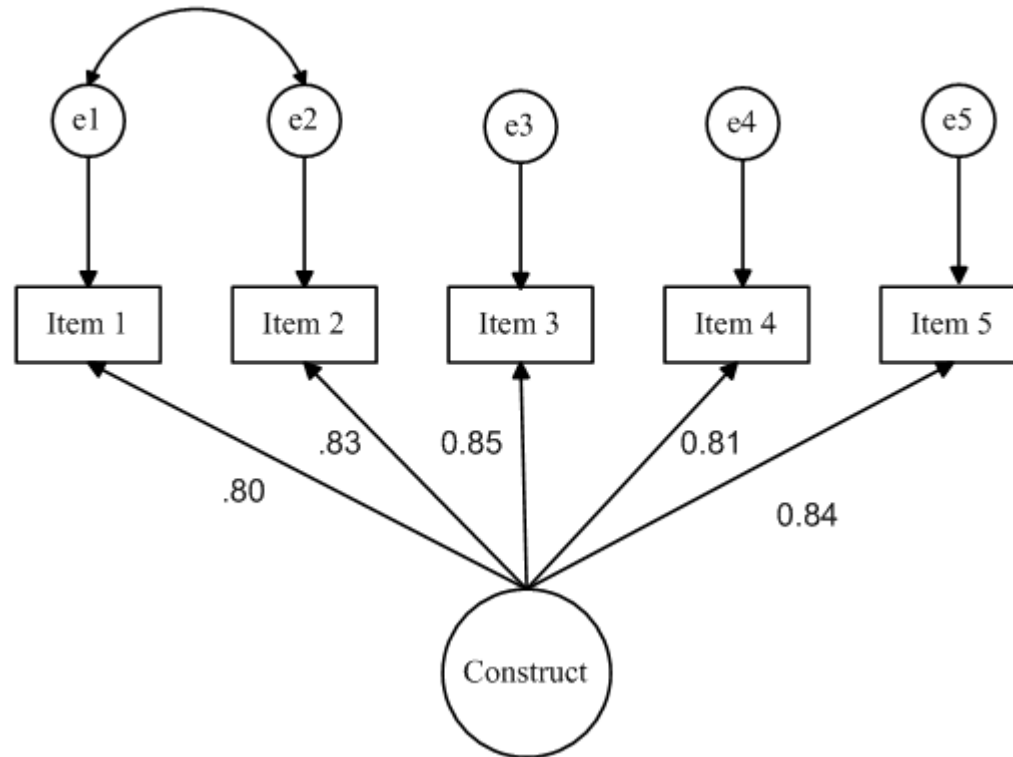 e1
e2
e3
e4
e5
Item 1
Item 2
Item 3
Item 4
Item 5
.80
.83
0.85
0.81
0.84
Construct